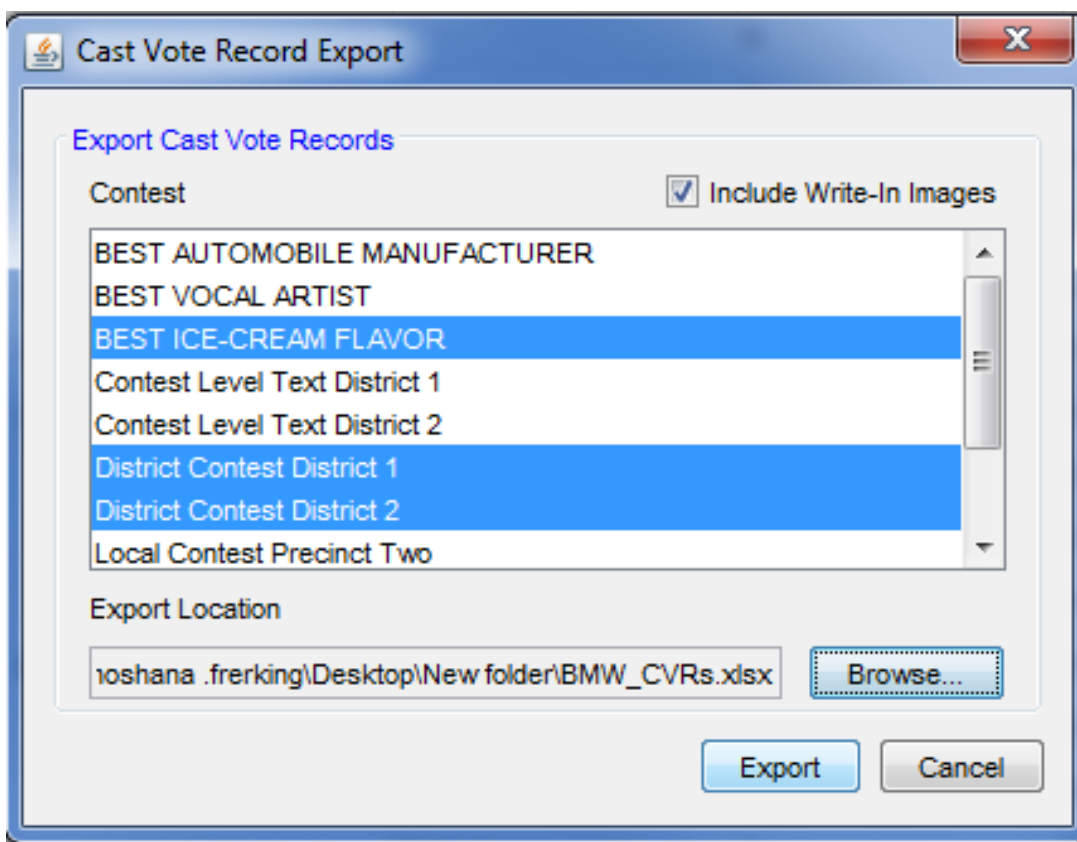 Cast Vote Record Export
Export Cast Vote Records
Contest
Include Write-In Images
BEST AUTOMOBILE MANUFACTURER
BEST VOCAL ARTIST
BEST ICE-CREAM FLAVOR
Contest Level Text District 1
Contest Level Text District 2
District Contest District 1
District Contest District 2
Local Contest Precinct Two
Export Location
.frerking\Desktop\New folder\BMW_CVRs.xlsx
Browse...
Export
Cancel